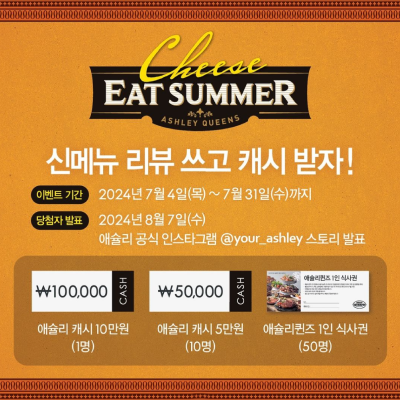 Cheese
EAT SUMMER
ASHLEY QUEENS
신메뉴 리뷰 쓰고 캐시 받자!
이벤트 기간 2024년 7월 4일(목) ~ 7월 31일(수)까지
당첨자 발표 2024년 8월 7일(수)
애슐리 공식 인스타그램 @your_ashley 스토리 발표
₩100,000 CASH
₩50,000 CASH
애슐리퀸즈 1인 식사권
애슐리 캐시 10만원
(1명)
애슐리 캐시 5만원
(10명)
애슐리퀸즈 1인 식사권
(50명)